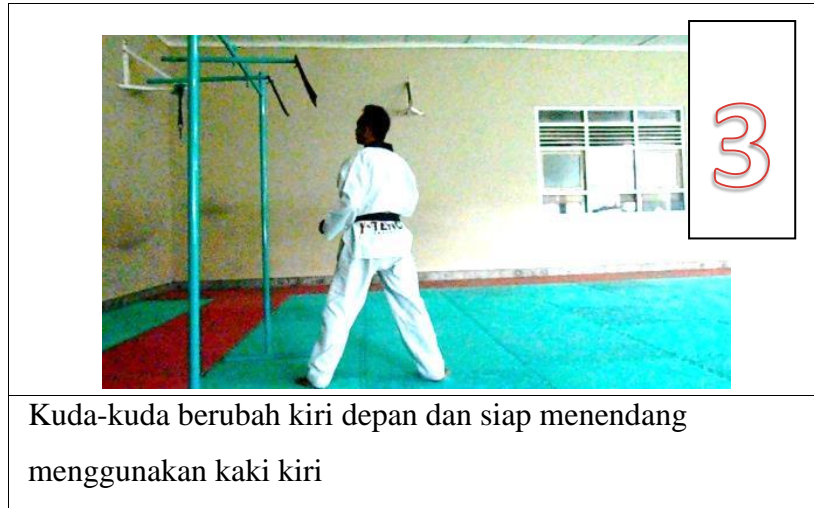 3
Kuda-kuda berubah kiri depan dan siap menendang
menggunakan kaki kiri